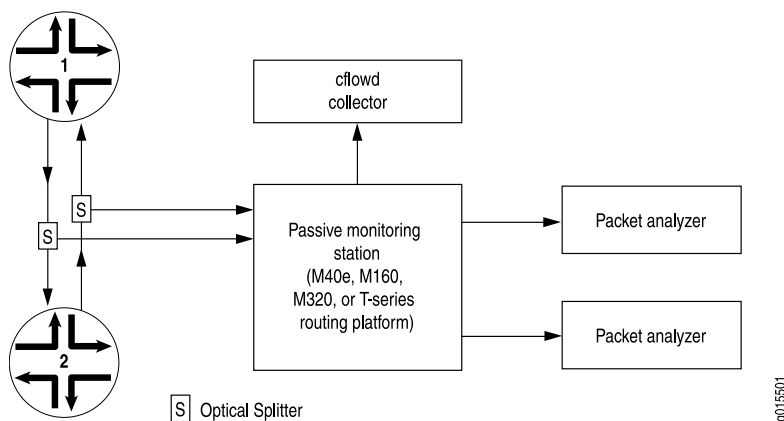 1
cflowd
collector
S
S
Passive monitoring
station
(M40e, M160,
M320, or T-series
routing platform)
Packet analyzer
Packet analyzer
2
S Optical Splitter
g015501